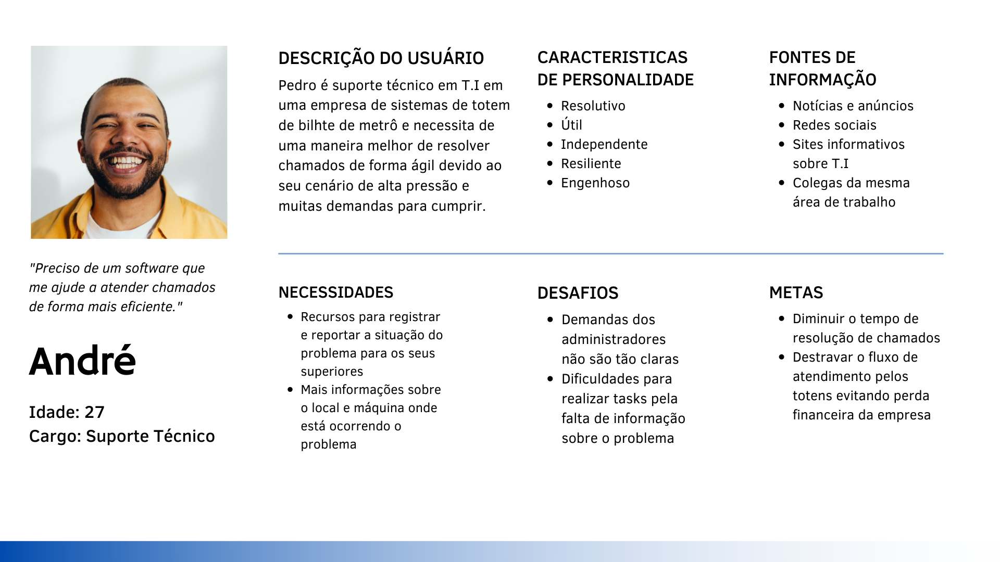 "Preciso de um software que
me ajude a atender chamados
de forma mais eficiente."
André
Idade: 27
Cargo: Suporte Técnico
DESCRIÇÃO DO USUÁRIO
Pedro é suporte técnico em T.I em
uma empresa de sistemas de totem
de bilhte de metrô e necessita de
uma maneira melhor de resolver
chamados de forma ágil devido ao
seu cenário de alta pressão e
muitas demandas para cumprir.
CARACTERISTICAS
DE PERSONALIDADE
• Resolutivo
• Útil
• Independente
• Resiliente
• Engenhoso
FONTES DE
INFORMAÇÃO
• Notícias e anúncios
• Redes sociais
• Sites informativos
sobre T.I
• Colegas da mesma
área de trabalho
NECESSIDADES
• Recursos para registrar
e reportar a situação do
problema para os seus
superiores
• Mais informações sobre
o local e máquina onde
está ocorrendo o
problema
DESAFIOS
• Demandas dos
administradores
não são tão claras
• Dificuldades para
realizar tasks pela
falta de informação
sobre o problema
METAS
• Diminuir o tempo de
resolução de chamados
• Destravar o fluxo de
atendimento pelos
totens evitando perda
financeira da empresa